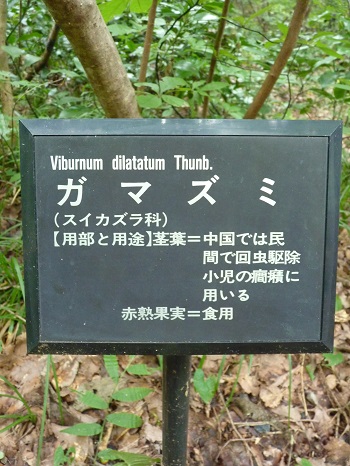 Viburnum dilatatum Thunb.
ガマズミ
(スイカズラ科)
【用部と用途】茎葉=中国では民
間で回虫駆除
小児の癇癪に
用いる
赤熟果実=食用